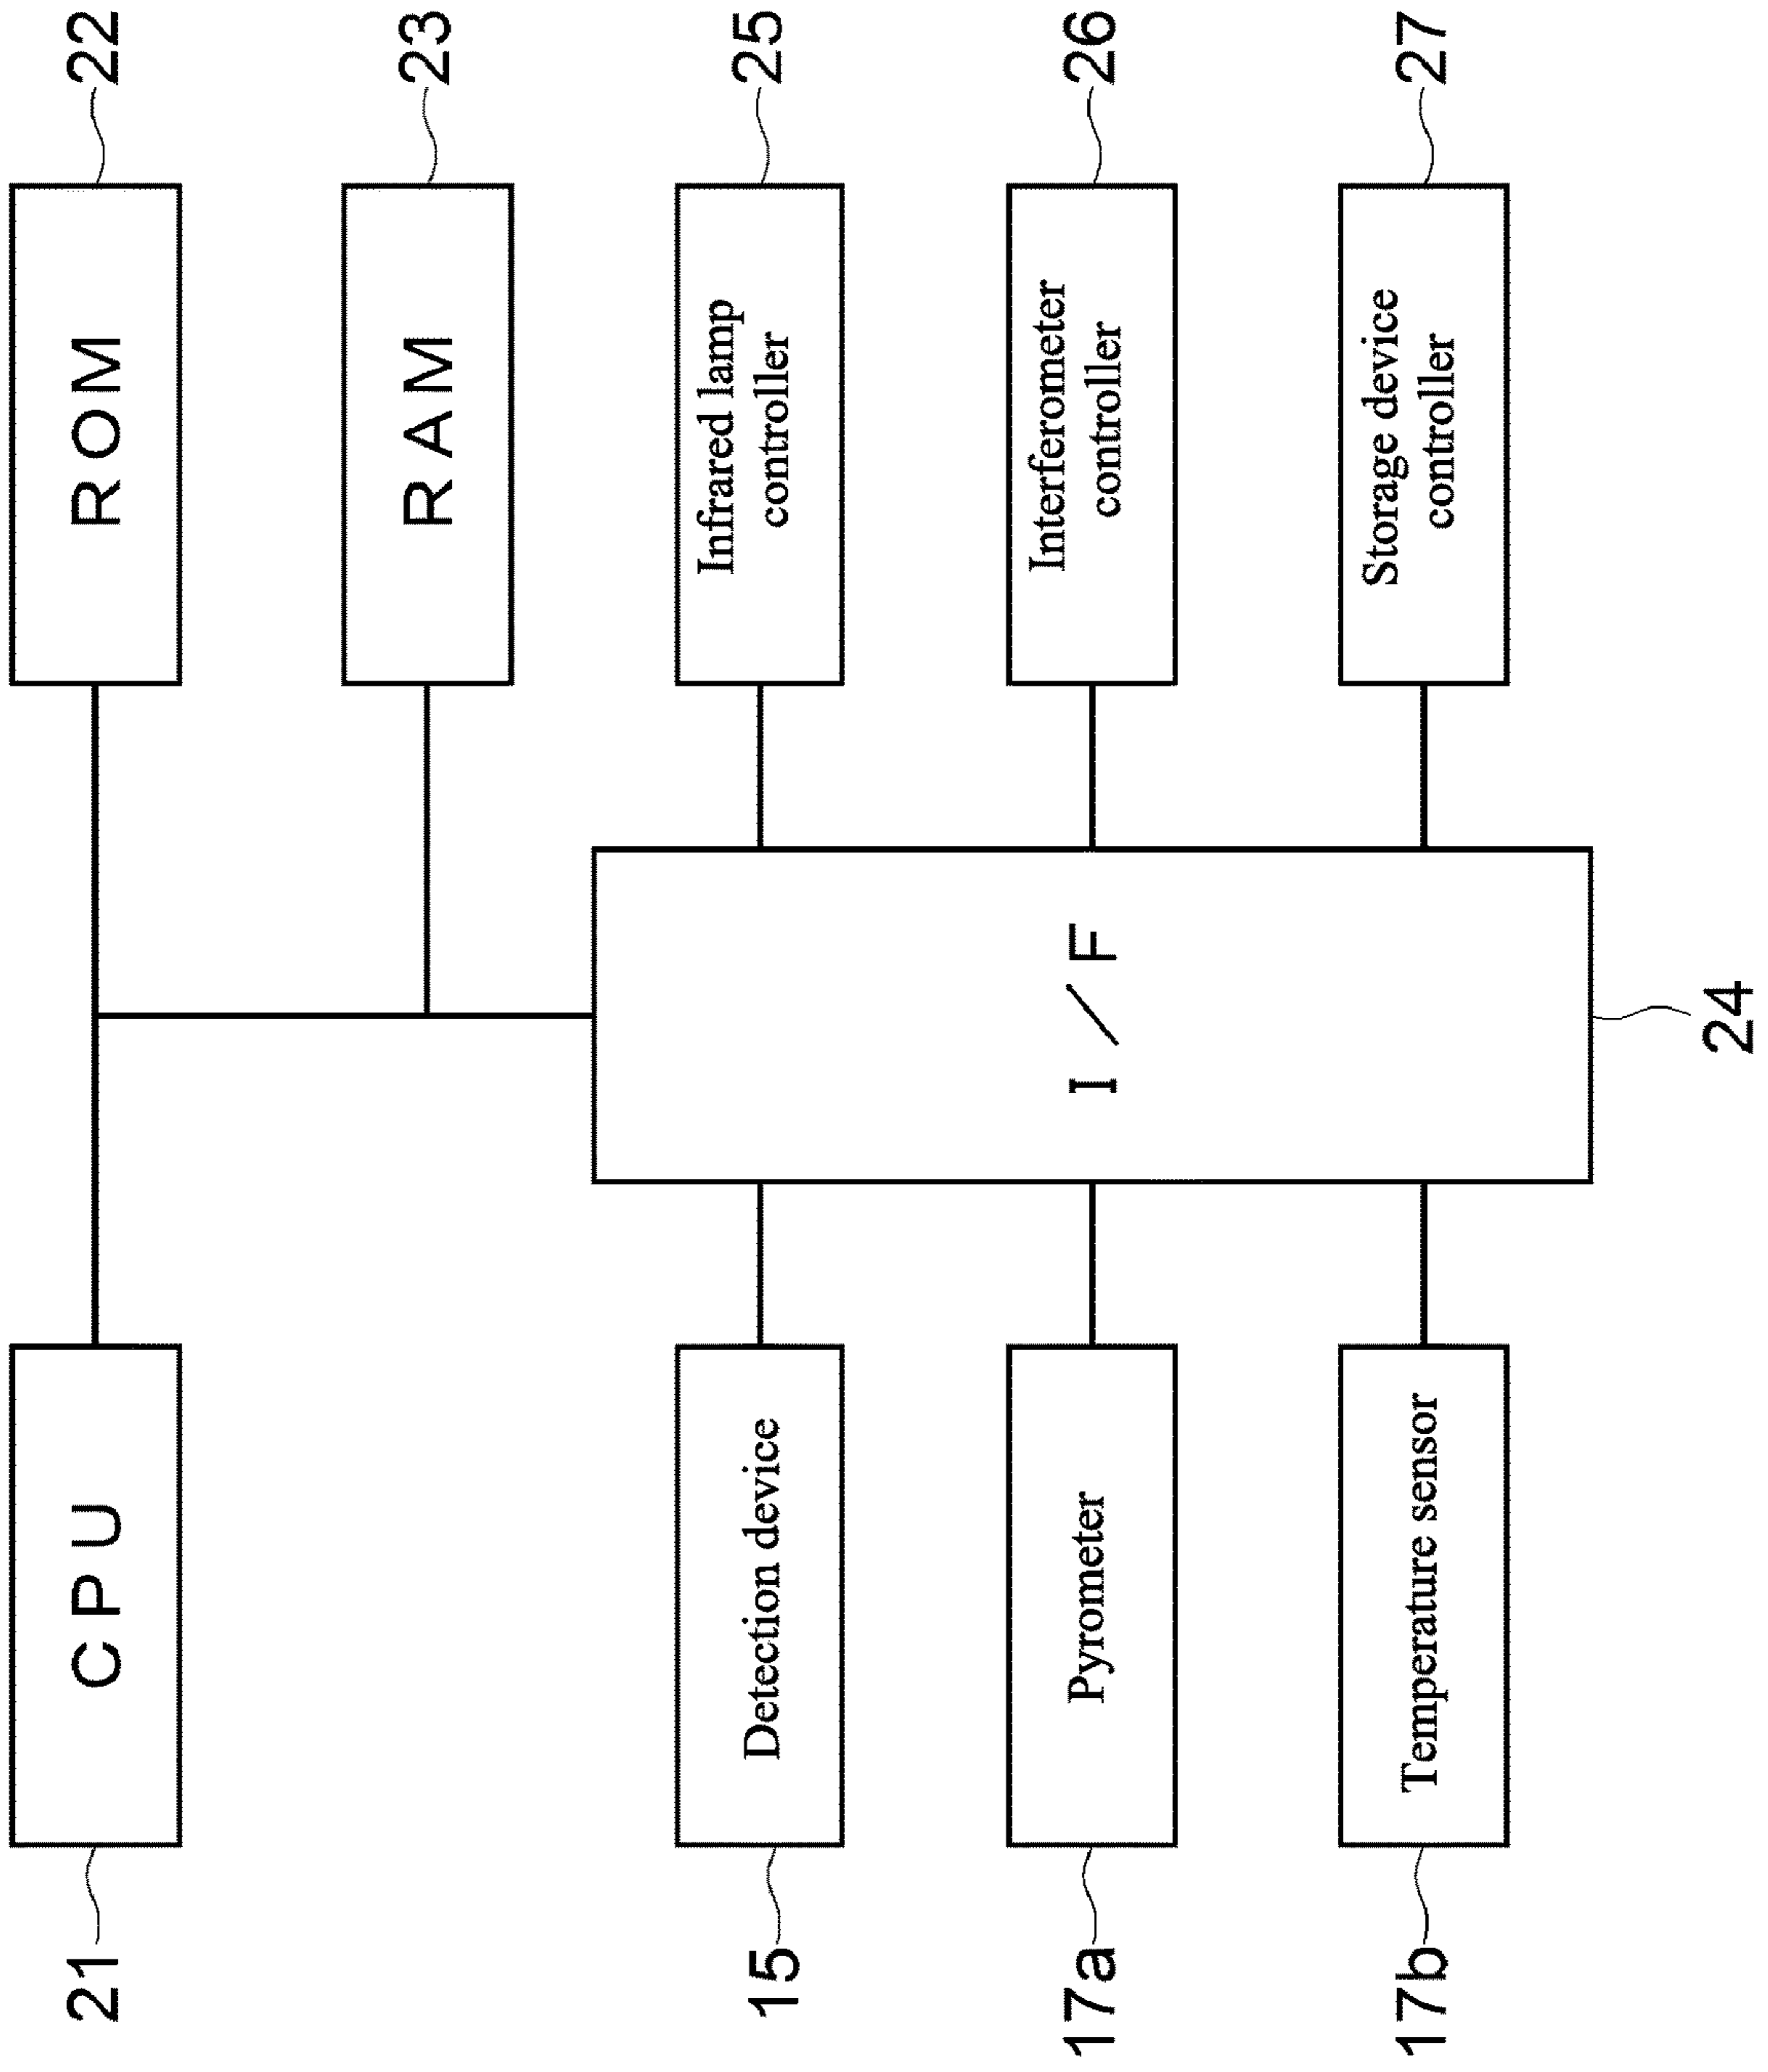 21
CPU
ROM
22
RAM
23
15
Detection device
Infrared lamp
controller
25
17a
Pyrometer
I/F
Interferometer
controller
26
17b
Temperature sensor
Storage device
controller
27
24